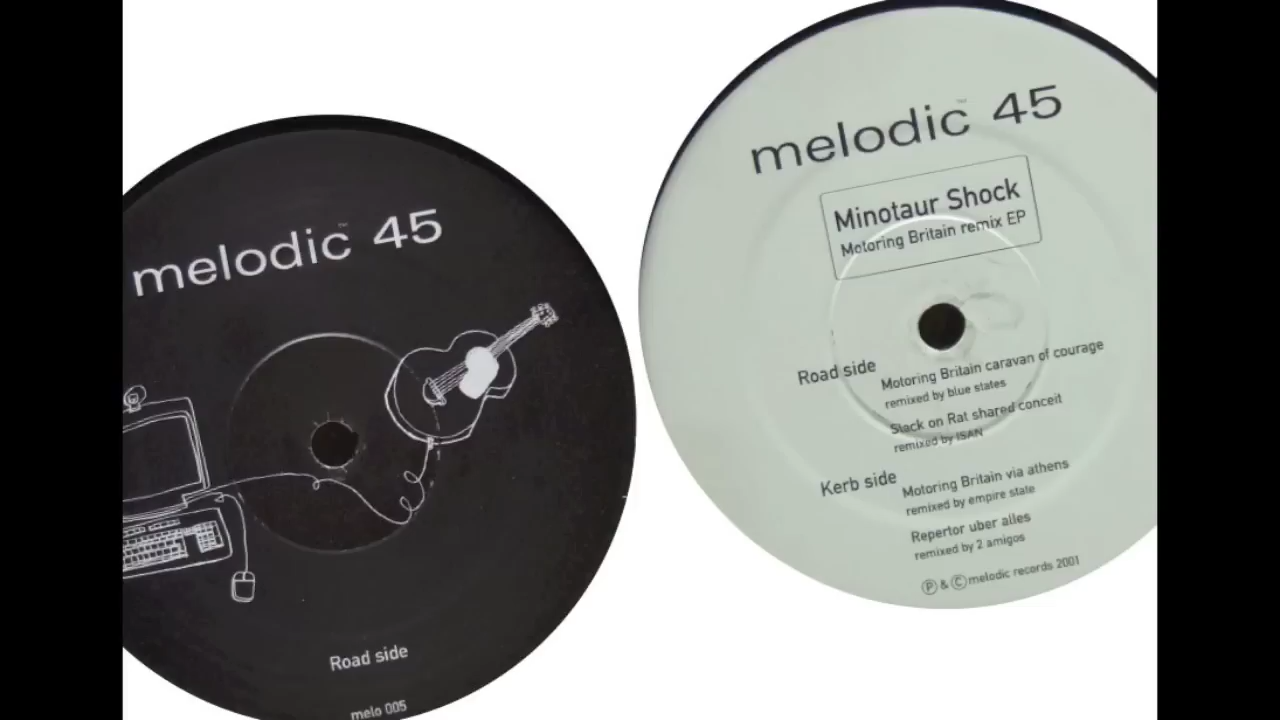 melodic™ 45
Road side
melo 005
melodic™ 45
Minotaur Shock
Motoring Britain remix EP
Road side
Motoring Britain caravan of courage
remixed by blue states
Slack on Rat shared conceit
remixed by ISAN
Kerb side
Motoring Britain via athens
remixed by empire state
Repertor uber alles
remixed by 2 amigos
Ⓟ & Ⓒ melodic records 2001